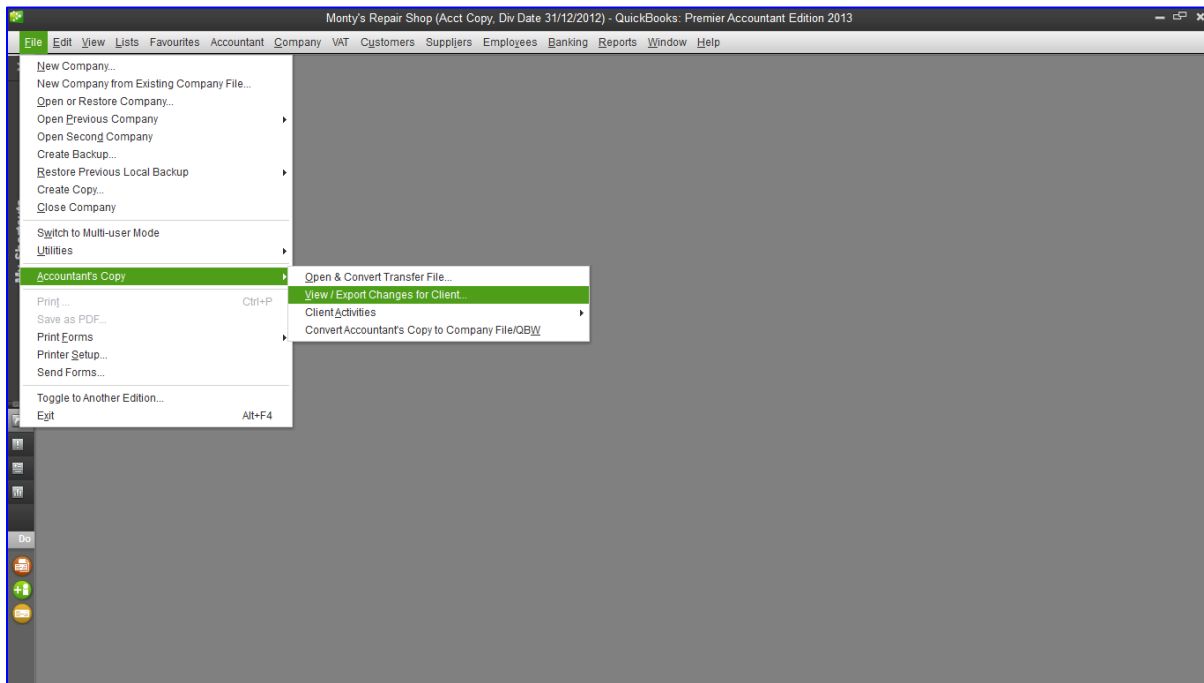 Monty's Repair Shop (Acct Copy, Div Date 31/12/2012) - QuickBooks: Premier Accountant Edition 2013
File Edit View Lists Favourites Accountant Company VAT Customers Suppliers Employees Banking Reports Window Help
New Company...
New Company from Existing Company File...
Open or Restore Company...
Open Previous Company
Open Second Company
Create Backup...
Restore Previous Local Backup
Create Copy...
Close Company
Switch to Multi-user Mode
Utilities
Accountant's Copy
Print ... Ctrl+P
Save as PDF...
Print Forms
Printer Setup...
Send Forms...
Toggle to Another Edition...
Exit Alt+F4
Open & Convert Transfer File...
View / Export Changes for Client...
Client Activities
Convert Accountant's Copy to Company File/QBW
Do